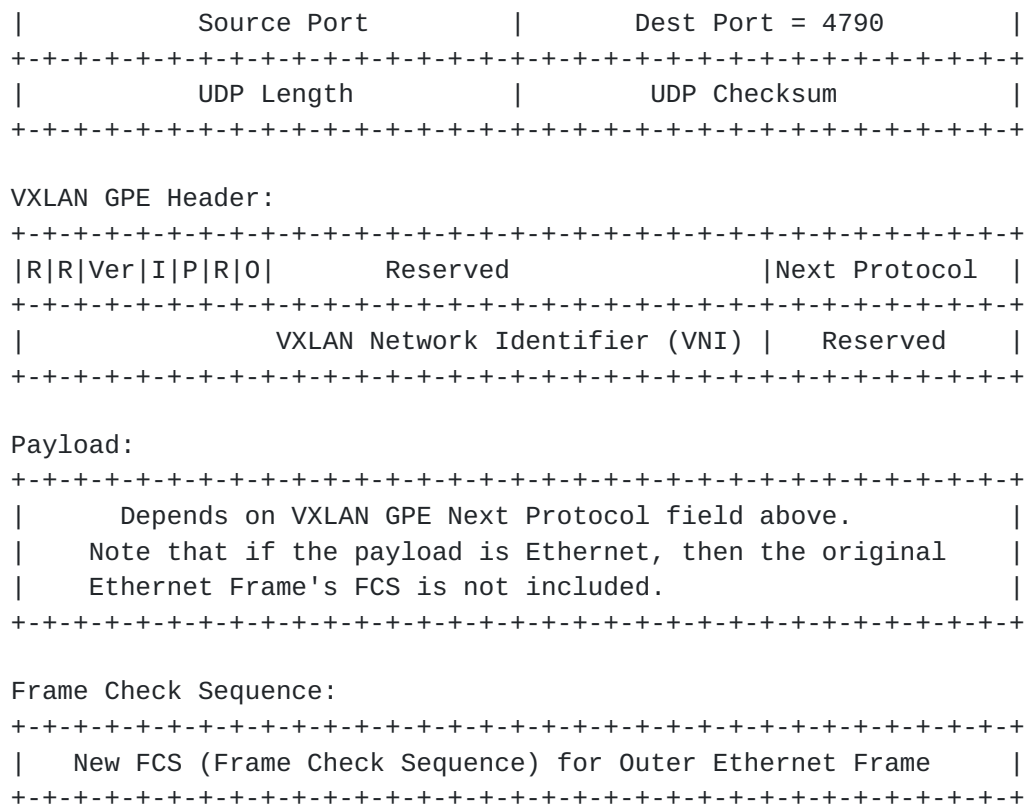 |           Source Port         |       Dest Port = 4790        |
+-+-+-+-+-+-+-+-+-+-+-+-+-+-+-+-+-+-+-+-+-+-+-+-+-+-+-+-+-+-+-+-+
|           UDP Length          |        UDP Checksum           |
+-+-+-+-+-+-+-+-+-+-+-+-+-+-+-+-+-+-+-+-+-+-+-+-+-+-+-+-+-+-+-+-+
VXLAN GPE Header:
+-+-+-+-+-+-+-+-+-+-+-+-+-+-+-+-+-+-+-+-+-+-+-+-+-+-+-+-+-+-+-+-+
|R|R|Ver|I|P|R|O|       Reserved                |Next Protocol  |
+-+-+-+-+-+-+-+-+-+-+-+-+-+-+-+-+-+-+-+-+-+-+-+-+-+-+-+-+-+-+-+-+
|                VXLAN Network Identifier (VNI) |   Reserved    |
+-+-+-+-+-+-+-+-+-+-+-+-+-+-+-+-+-+-+-+-+-+-+-+-+-+-+-+-+-+-+-+-+
Payload:
+-+-+-+-+-+-+-+-+-+-+-+-+-+-+-+-+-+-+-+-+-+-+-+-+-+-+-+-+-+-+-+-+
|      Depends on VXLAN GPE Next Protocol field above.          |
|    Note that if the payload is Ethernet, then the original    |
|    Ethernet Frame's FCS is not included.                      |
+-+-+-+-+-+-+-+-+-+-+-+-+-+-+-+-+-+-+-+-+-+-+-+-+-+-+-+-+-+-+-+-+
Frame Check Sequence:
+-+-+-+-+-+-+-+-+-+-+-+-+-+-+-+-+-+-+-+-+-+-+-+-+-+-+-+-+-+-+-+-+
|   New FCS (Frame Check Sequence) for Outer Ethernet Frame     |
+-+-+-+-+-+-+-+-+-+-+-+-+-+-+-+-+-+-+-+-+-+-+-+-+-+-+-+-+-+-+-+-+